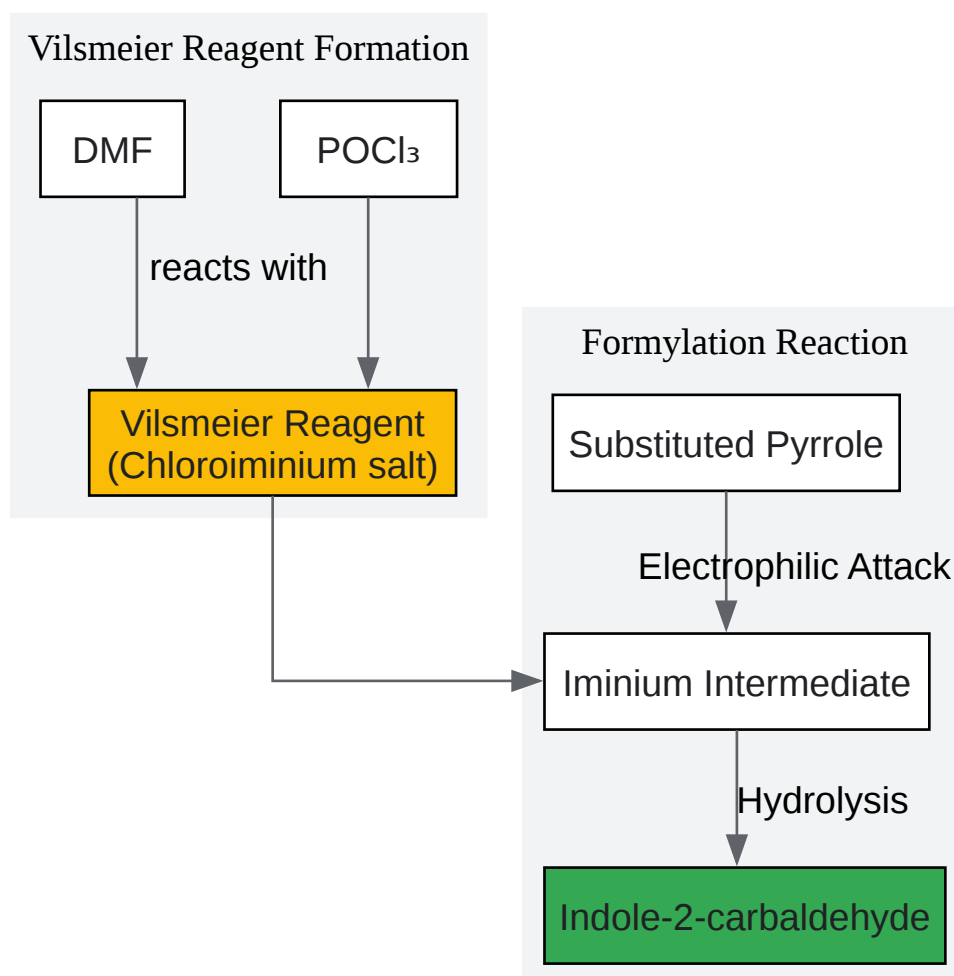 Vilsmeier Reagent Formation
DMF
POCl₃
reacts with
Vilsmeier Reagent
(Chloroiminium salt)
Formylation Reaction
Substituted Pyrrole
Electrophilic Attack
Iminium Intermediate
Hydrolysis
Indole-2-carbaldehyde